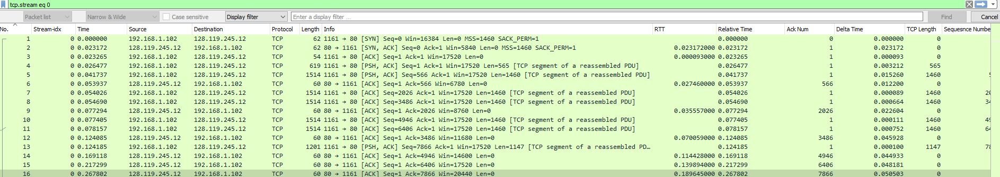 tcp.stream eq 0
Packet list Narrow & Wide Case sensitive Display filter Enter a display filter ... Find Cancel
No. Stream-idx Time Source Destination Protocol Length Info RTT Relative Time Ack Num Delta Time TCP Length Sequesnce Numbe
1 0 0.000000 192.168.1.102 128.119.245.12 TCP 62 1161 → 80 [SYN] Seq=0 Win=16384 Len=0 MSS=1460 SACK_PERM=1 0.000000 0 0.000000 0
2 0 0.023172 128.119.245.12 192.168.1.102 TCP 62 80 → 1161 [SYN, ACK] Seq=0 Ack=1 Win=5840 Len=0 MSS=1460 SACK_PERM=1 0.023172000 0.023172 1 0.023172 0
3 0 0.023265 192.168.1.102 128.119.245.12 TCP 54 1161 → 80 [ACK] Seq=1 Ack=1 Win=17520 Len=0 0.000093000 0.023265 1 0.000093 0
4 0 0.026477 192.168.1.102 128.119.245.12 TCP 619 1161 → 80 [PSH, ACK] Seq=1 Ack=1 Win=17520 Len=565 [TCP segment of a reassembled PDU] 0.026477 1 0.003212 565
5 0 0.041737 192.168.1.102 128.119.245.12 TCP 1514 1161 → 80 [PSH, ACK] Seq=566 Ack=1 Win=17520 Len=1460 [TCP segment of a reassembled PDU] 0.041737 1 0.015260 1460 5
6 0 0.053937 128.119.245.12 192.168.1.102 TCP 60 80 → 1161 [ACK] Seq=1 Ack=566 Win=6780 Len=0 0.027460000 0.053937 566 0.012200 0
7 0 0.054026 192.168.1.102 128.119.245.12 TCP 1514 1161 → 80 [ACK] Seq=2026 Ack=1 Win=17520 Len=1460 [TCP segment of a reassembled PDU] 0.054026 1 0.000089 1460 20
8 0 0.054690 192.168.1.102 128.119.245.12 TCP 1514 1161 → 80 [ACK] Seq=3486 Ack=1 Win=17520 Len=1460 [TCP segment of a reassembled PDU] 0.054690 1 0.000664 1460 34
9 0 0.077294 128.119.245.12 192.168.1.102 TCP 60 80 → 1161 [ACK] Seq=1 Ack=2026 Win=8760 Len=0 0.035557000 0.077294 2026 0.022604 0
10 0 0.077405 192.168.1.102 128.119.245.12 TCP 1514 1161 → 80 [ACK] Seq=4946 Ack=1 Win=17520 Len=1460 [TCP segment of a reassembled PDU] 0.077405 1 0.000111 1460 49
11 0 0.078157 192.168.1.102 128.119.245.12 TCP 1514 1161 → 80 [ACK] Seq=6406 Ack=1 Win=17520 Len=1460 [TCP segment of a reassembled PDU] 0.078157 1 0.000752 1460 64
12 0 0.124085 128.119.245.12 192.168.1.102 TCP 60 80 → 1161 [ACK] Seq=1 Ack=3486 Win=11680 Len=0 0.070059000 0.124085 3486 0.045928 0
13 0 0.124185 192.168.1.102 128.119.245.12 TCP 1201 1161 → 80 [PSH, ACK] Seq=7866 Ack=1 Win=17520 Len=1147 [TCP segment of a reassembled PD… 0.124185 1 0.000100 1147 78
14 0 0.169118 128.119.245.12 192.168.1.102 TCP 60 80 → 1161 [ACK] Seq=1 Ack=4946 Win=14600 Len=0 0.114428000 0.169118 4946 0.044933 0
15 0 0.217299 128.119.245.12 192.168.1.102 TCP 60 80 → 1161 [ACK] Seq=1 Ack=6406 Win=17520 Len=0 0.139894000 0.217299 6406 0.048181 0
16 0 0.267802 128.119.245.12 192.168.1.102 TCP 60 80 → 1161 [ACK] Seq=1 Ack=7866 Win=20440 Len=0 0.189645000 0.267802 7866 0.050503 0